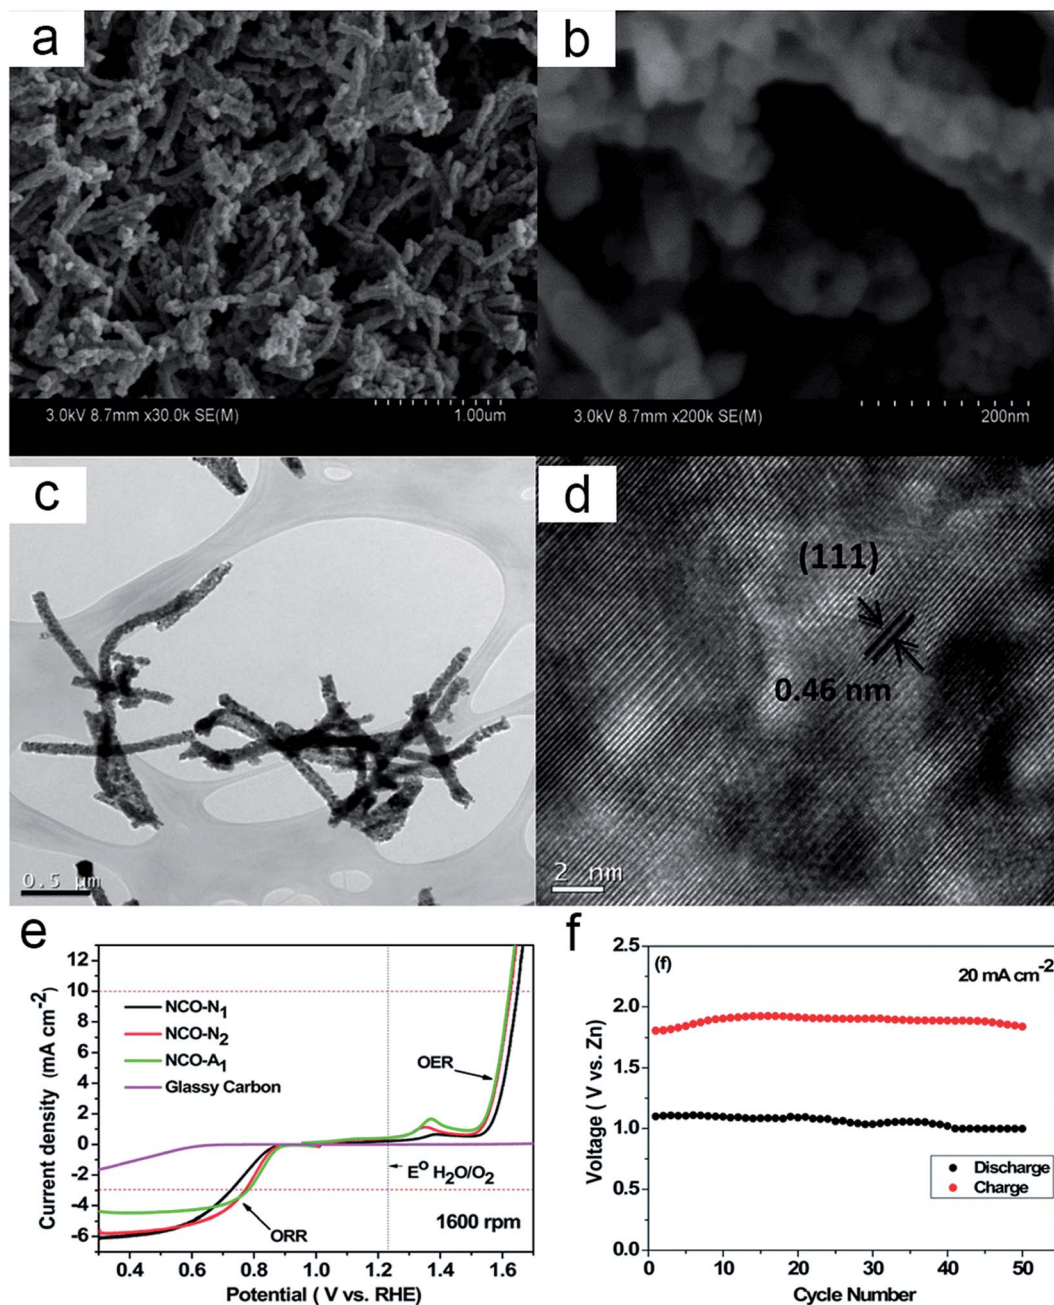 a
b
3.0kV 8.7mm x30.0k SE(M)
1.00um
3.0kV 8.7mm x200k SE(M)
200nm
c
d
(111)
0.46 nm
0.5 μm
2 nm
e
12
10
8
6
4
2
0
-2
-4
-6
Current density (mA cm-2)
NCO-N1
NCO-N2
NCO-A1
Glassy Carbon
OER
E° H2O/O2
ORR
1600 rpm
0.4 0.6 0.8 1.0 1.2 1.4 1.6
Potential ( V vs. RHE)
f
(f)
20 mA cm-2
2.5
2.0
1.5
1.0
0.5
0.0
Voltage ( V vs. Zn)
Discharge
Charge
0 10 20 30 40 50
Cycle Number